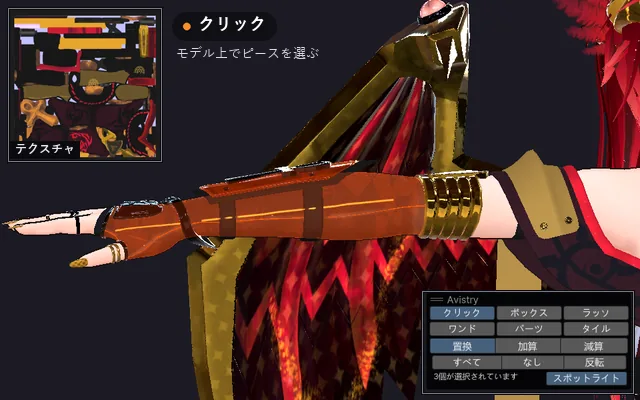 クリック
モデル上でピースを選ぶ
テクスチャ
Avistry
クリック ボックス ラッソ
ワンド パーツ タイル
置換 加算 減算
すべて なし 反転
3個が選択されています スポットライト